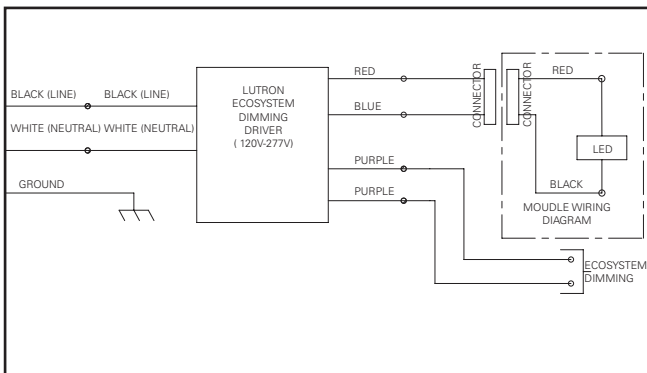 BLACK (LINE) BLACK (LINE)
WHITE (NEUTRAL) WHITE (NEUTRAL)
GROUND
LUTRON
ECOSYSTEM
DIMMING
DRIVER
( 120V-277V)
RED
BLUE
PURPLE
PURPLE
CONNECTOR
CONNECTOR
RED
LED
BLACK
MOUDLE WIRING
DIAGRAM
ECOSYSTEM
DIMMING